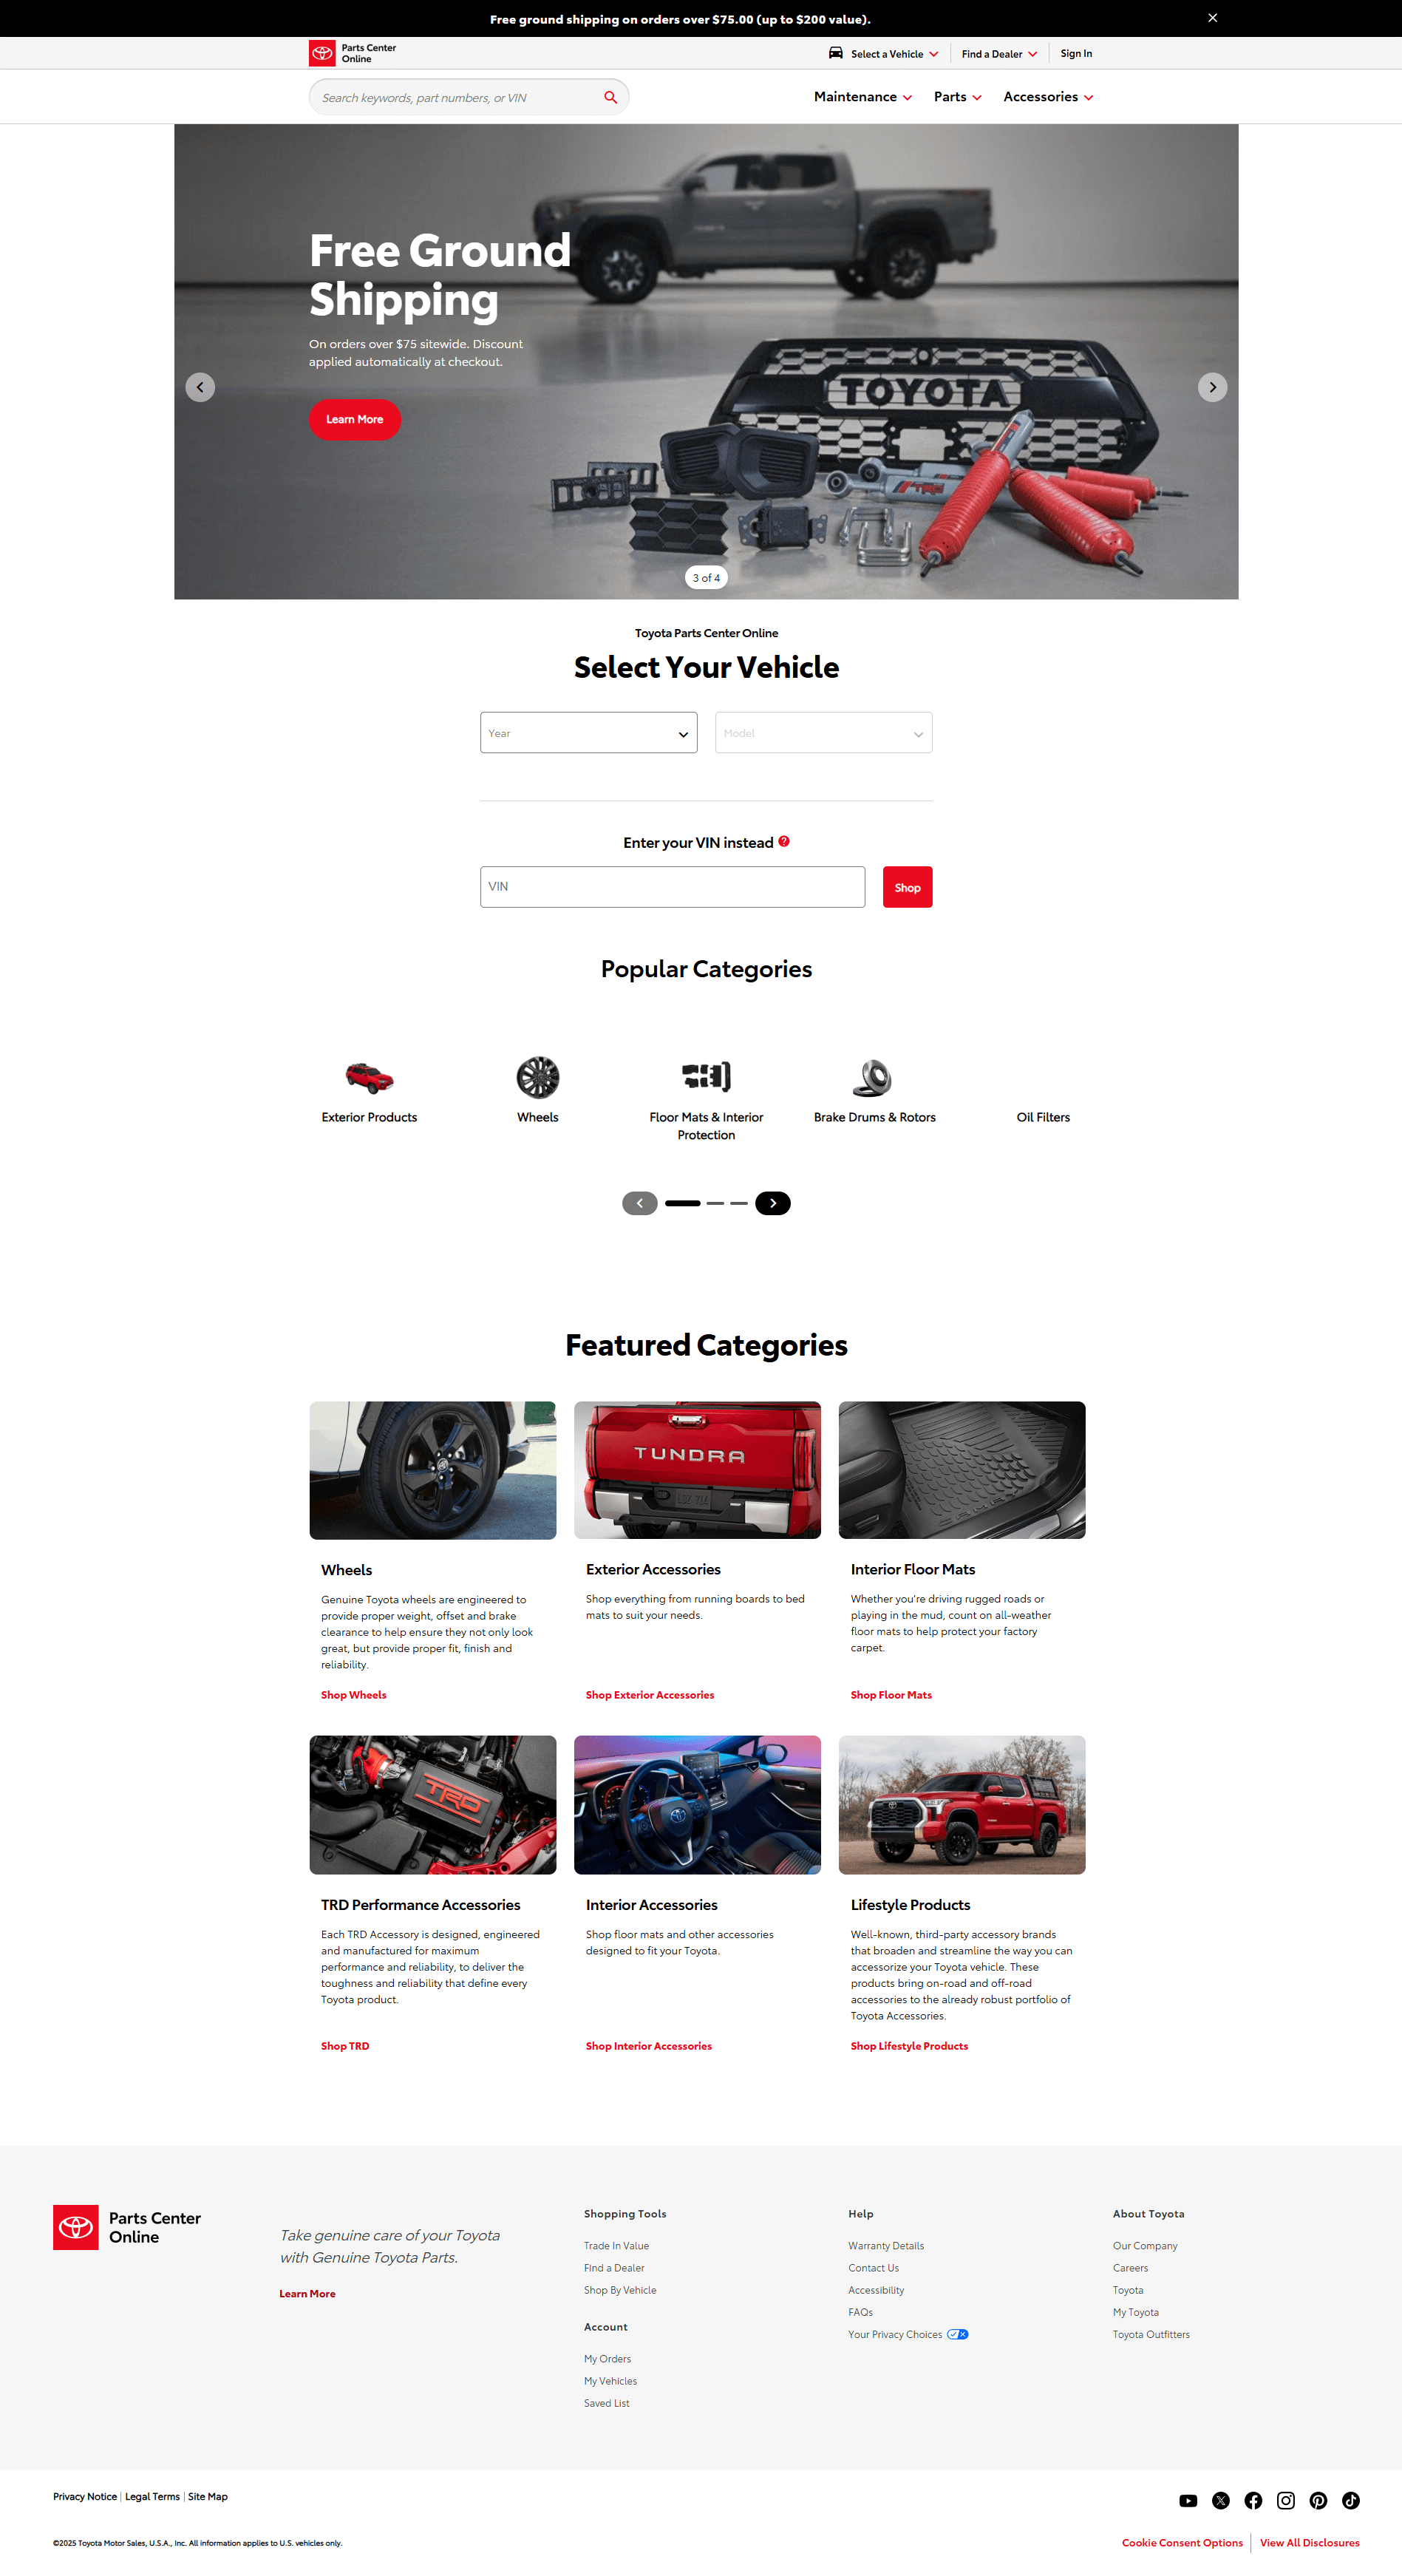 Free ground shipping on orders over $75.00 (up to $200 value).
Parts Center
Online
Select a Vehicle
Find a Dealer
Sign In
Search keywords, part numbers, or VIN
Maintenance
Parts
Accessories
Free Ground
Shipping
On orders over $75 sitewide. Discount
applied automatically at checkout.
Learn More
TOYOTA
TRD
3 of 4
Toyota Parts Center Online
Select Your Vehicle
Year
Model
Enter your VIN instead
VIN
Shop
Popular Categories
Exterior Products
Wheels
Floor Mats & Interior
Protection
Brake Drums & Rotors
Oil Filters
Featured Categories
TUNDRA
Wheels
Genuine Toyota wheels are engineered to
provide proper weight, offset and brake
clearance to help ensure they not only look
great, but provide proper fit, finish and
reliability.
Shop Wheels
Exterior Accessories
Shop everything from running boards to bed
mats to suit your needs.
Shop Exterior Accessories
Interior Floor Mats
Whether you're driving rugged roads or
playing in the mud, count on all-weather
floor mats to help protect your factory
carpet.
Shop Floor Mats
TRD
TRD Performance Accessories
Each TRD Accessory is designed, engineered
and manufactured for maximum
performance and reliability, to deliver the
toughness and reliability that define every
Toyota product.
Shop TRD
Interior Accessories
Shop floor mats and other accessories
designed to fit your Toyota.
Shop Interior Accessories
Lifestyle Products
Well-known, third-party accessory brands
that broaden and streamline the way you can
accessorize your Toyota vehicle. These
products bring on-road and off-road
accessories to the already robust portfolio of
Toyota Accessories.
Shop Lifestyle Products
Parts Center
Online
Take genuine care of your Toyota
with Genuine Toyota Parts.
Learn More
Shopping Tools
Trade In Value
Find a Dealer
Shop By Vehicle
Account
My Orders
My Vehicles
Saved List
Help
Warranty Details
Contact Us
Accessibility
FAQs
Your Privacy Choices
About Toyota
Our Company
Careers
Toyota
My Toyota
Toyota Outfitters
Privacy Notice | Legal Terms | Site Map
©2025 Toyota Motor Sales, U.S.A., Inc. All information applies to U.S. vehicles only.
Cookie Consent Options | View All Disclosures